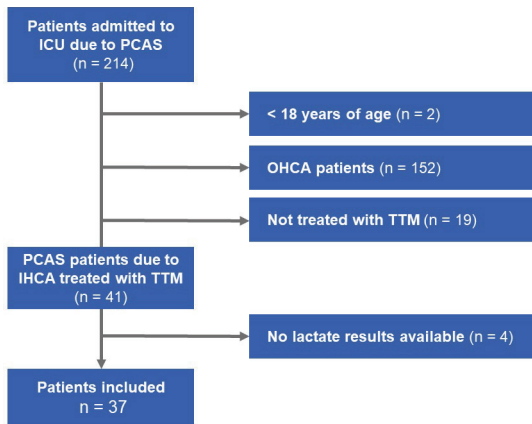 Patients admitted to
ICU due to PCAS
(n = 214)
< 18 years of age (n = 2)
OHCA patients (n = 152)
Not treated with TTM (n = 19)
PCAS patients due to
IHCA treated with TTM
(n = 41)
No lactate results available (n = 4)
Patients included
n = 37